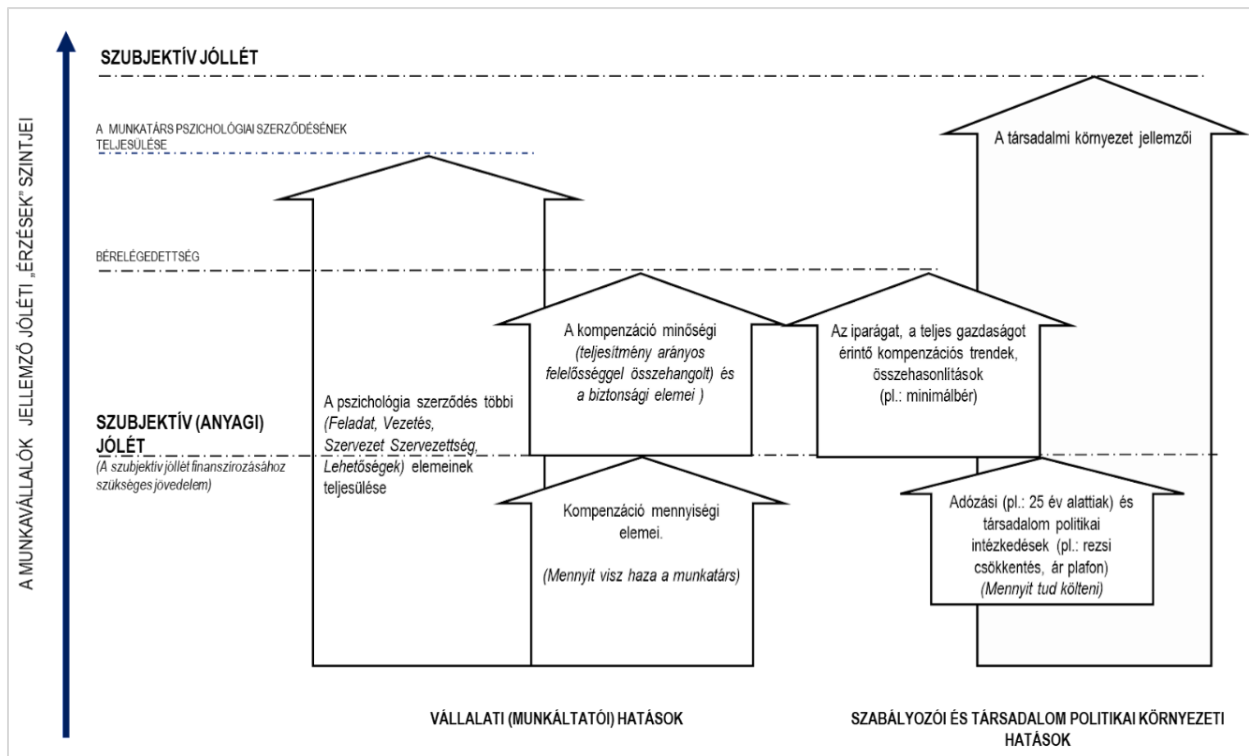 A MUNKAVÁLLALÓK JELLEMZŐ JÓLÉTI „ÉRZÉSEK” SZINTJEI
SZUBJEKTÍV JÓLLÉT
A MUNKATÁRS PSZICHOLÓGIAI SZERZŐDÉSÉNEK
TELJESÜLÉSE
BÉRELÉGEDETTSÉG
SZUBJEKTÍV (ANYAGI)
JÓLÉT
(A szubjektív jóllét finanszírozásához
szükséges jövedelem)
A pszichológia szerződés többi
(Feladat, Vezetés,
Szervezet Szervezettség,
Lehetőségek) elemeinek
teljesülése
A kompenzáció minőségi
(teljesítmény arányos
felelősséggel összehangolt) és
a biztonsági elemei )
Kompenzáció mennyiségi
elemei.
(Mennyit visz haza a munkatárs)
Az iparágat, a teljes gazdaságot
érintő kompenzációs trendek,
összehasonlítások
(pl.: minimálbér)
A társadalmi környezet jellemzői
Adózási (pl.: 25 év alattiak) és
társadalom politikai
intézkedések (pl.: rezsi
csökkentés, ár plafon)
(Mennyit tud költeni)
VÁLLALATI (MUNKÁLTATÓI) HATÁSOK
SZABÁLYOZÓI ÉS TÁRSADALOM POLITIKAI KÖRNYEZETI
HATÁSOK